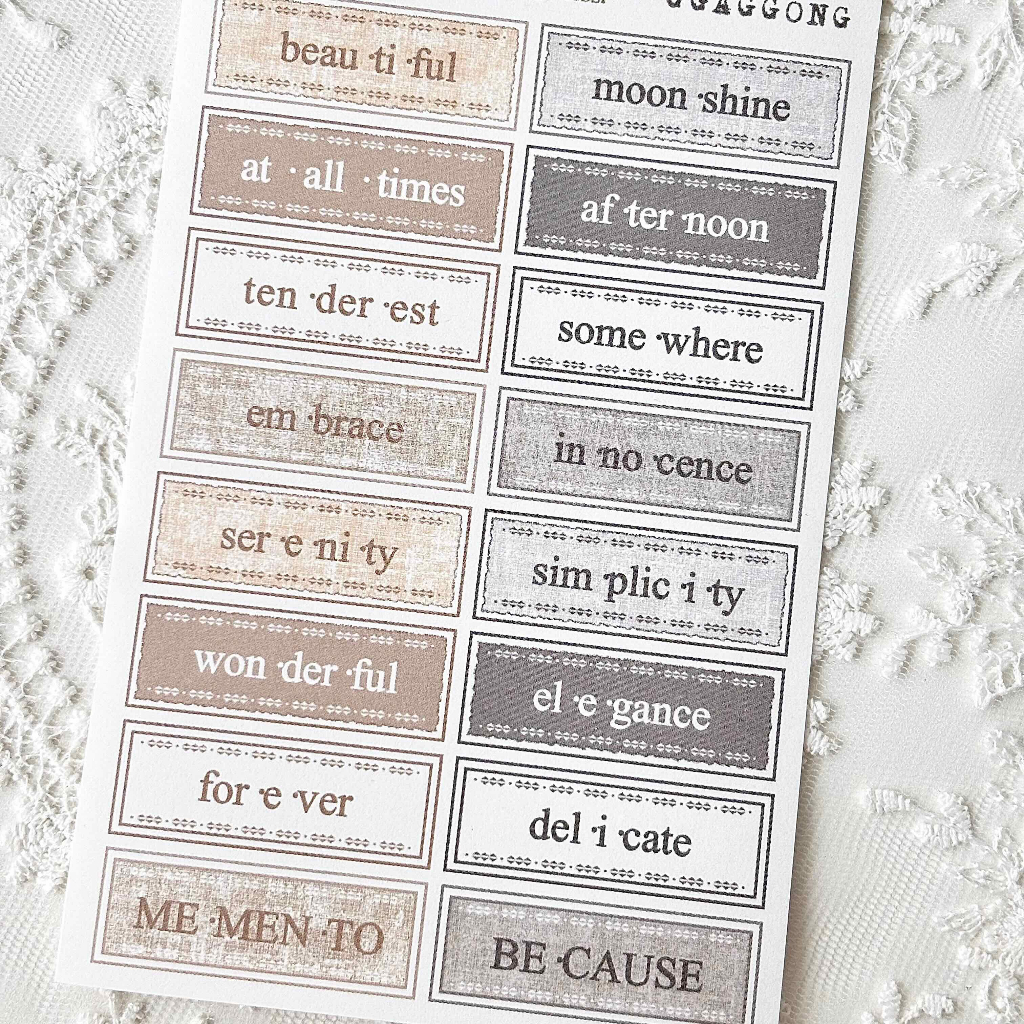 GGAGGONG
beau·ti·ful
moon·shine
at ·all ·times
af·ter·noon
ten·der·est
some·where
em·brace
in·no·cence
ser·e·ni·ty
sim·plic·i·ty
won·der·ful
el·e·gance
for·e·ver
del·i·cate
ME·MEN·TO
BE·CAUSE